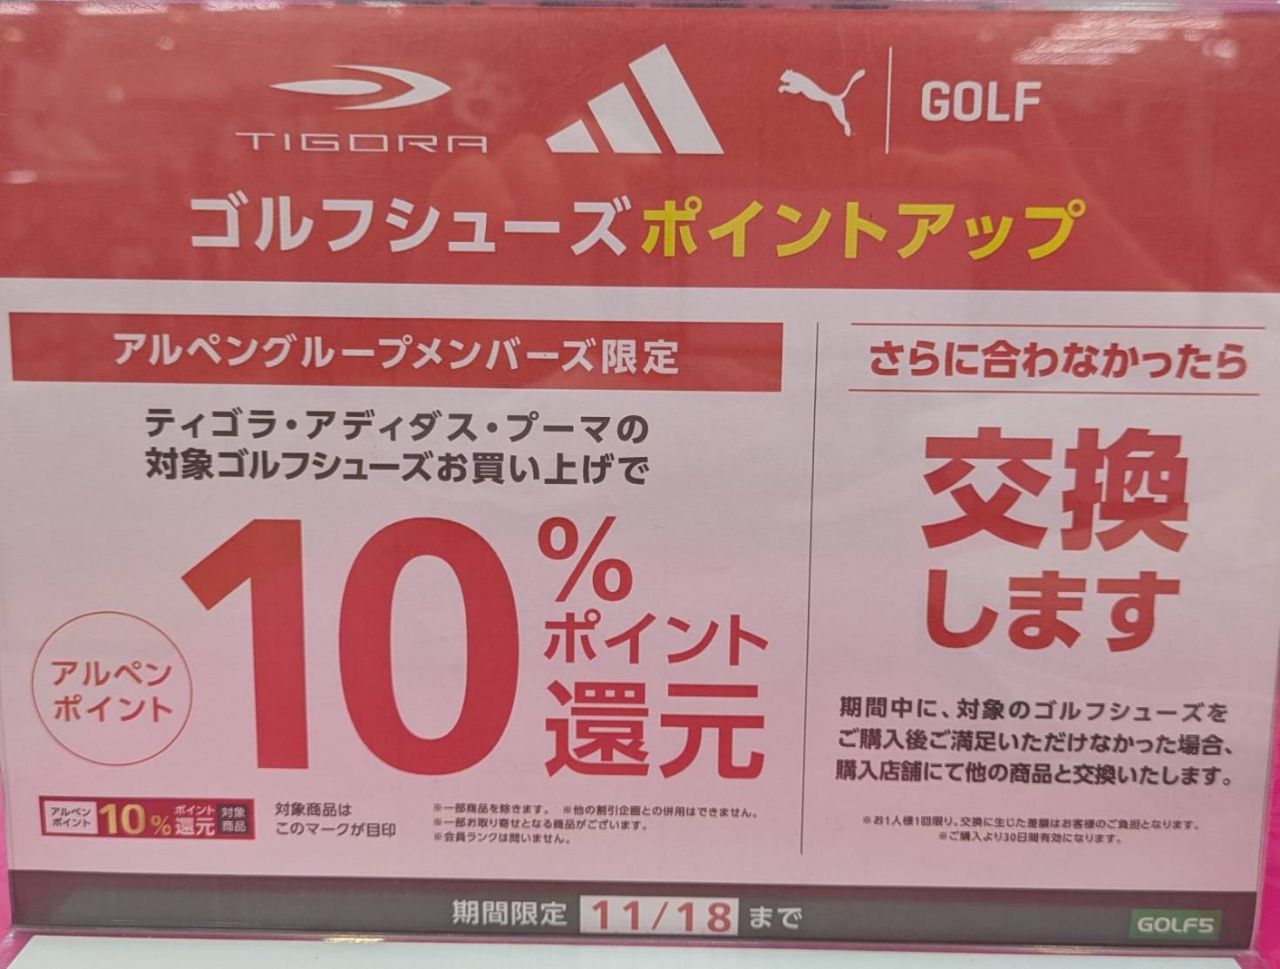 TIGORA
GOLF
ゴルフシューズポイントアップ
アルペングループメンバーズ限定
ティゴラ・アディダス・プーマの
対象ゴルフシューズお買い上げで
アルペン
ポイント
10%
ポイント
還元
アルペン
ポイント
10%
ポイント
還元
対象
商品
対象商品は
このマークが目印
※一部商品を除きます。 ※他の割引企画との併用はできません。
※一部お取り寄せとなる商品がございます。
※会員ランクは問いません。
さらに合わなかったら
交換
します
期間中に、対象のゴルフシューズを
ご購入後ご満足いただけなかった場合、
購入店舗にて他の商品と交換いたします。
※お1人様1回限り。交換に生じた差額はお客様のご負担となります。
※ご購入より30日間有効になります。
期間限定 11/18 まで
GOLF5